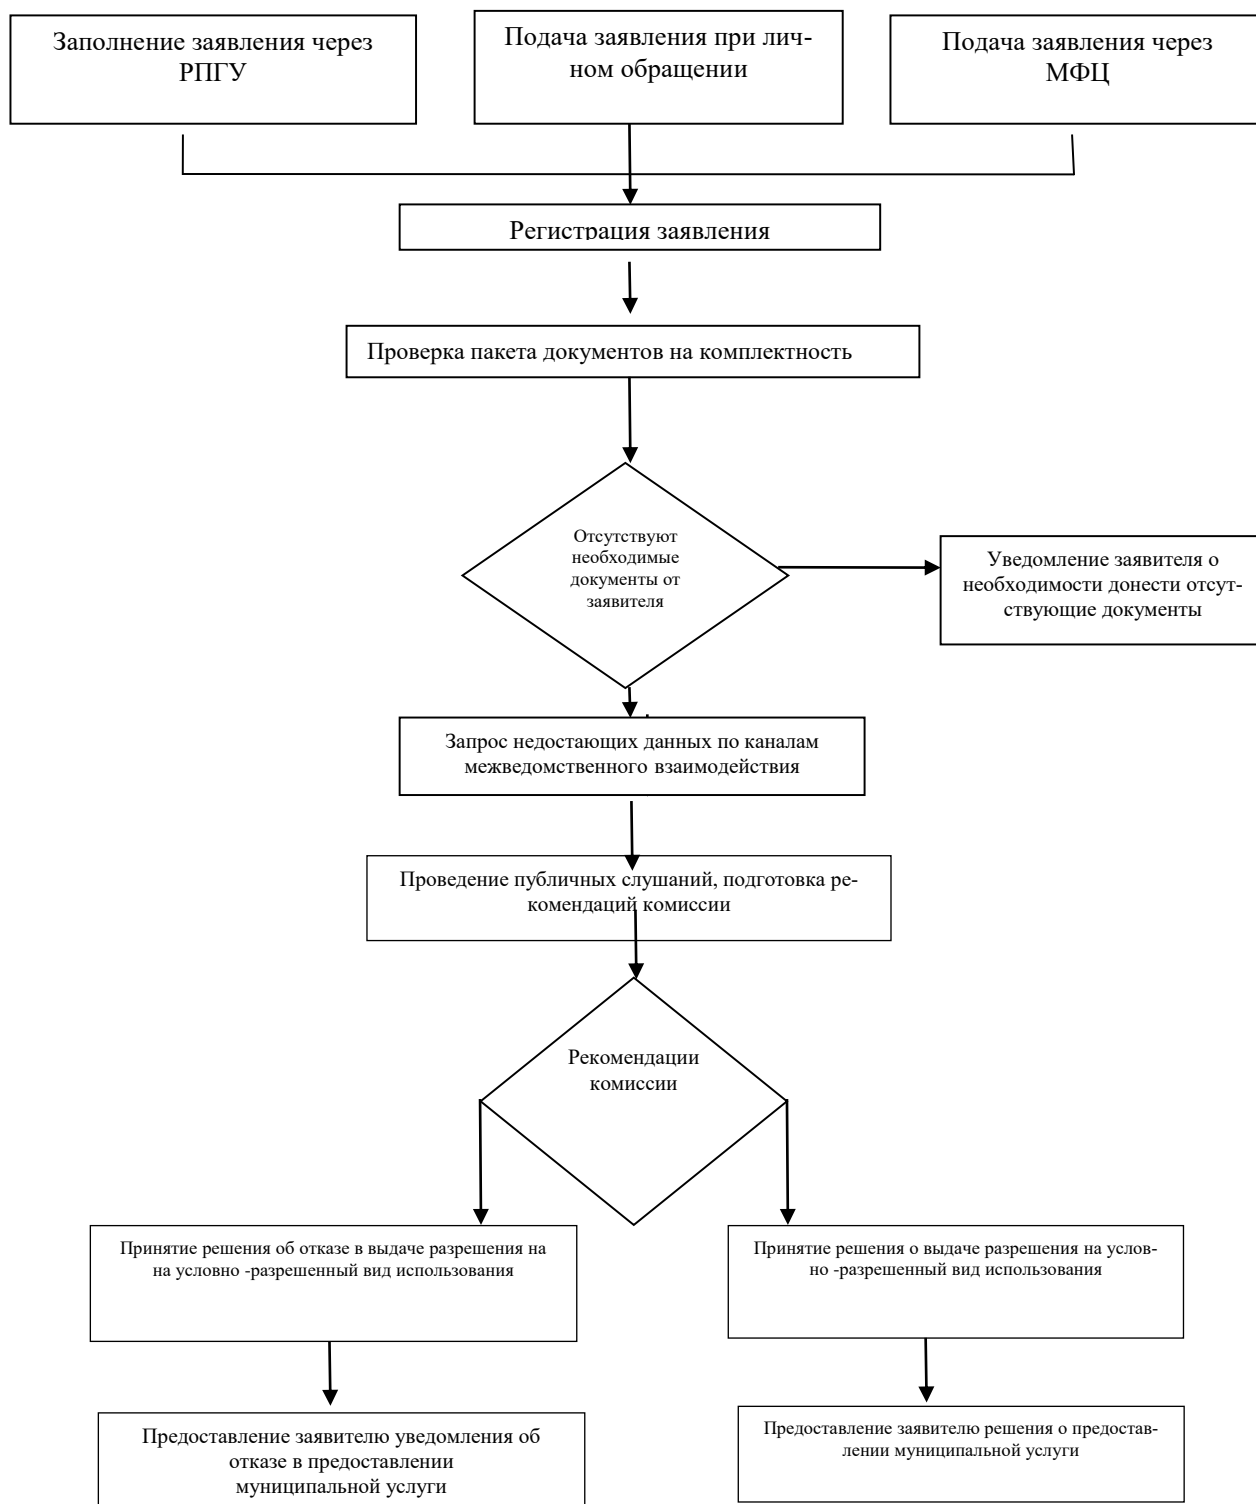 Заполнение заявления через
РПГУ
Подача заявления при лич-
ном обращении
Подача заявления через
МФЦ
Регистрация заявления
Проверка пакета документов на комплектность
Отсутствуют
необходимые
документы от
заявителя
Уведомление заявителя о
необходимости донести отсут-
ствующие документы
Запрос недостающих данных по каналам
межведомственного взаимодействия
Проведение публичных слушаний, подготовка ре-
комендаций комиссии
Рекомендации
комиссии
Принятие решения об отказе в выдаче разрешения на
на условно -разрешенный вид использования
Принятие решения о выдаче разрешения на услов-
но -разрешенный вид использования
Предоставление заявителю уведомления об
отказе в предоставлении
муниципальной услуги
Предоставление заявителю решения о предостав-
лении муниципальной услуги